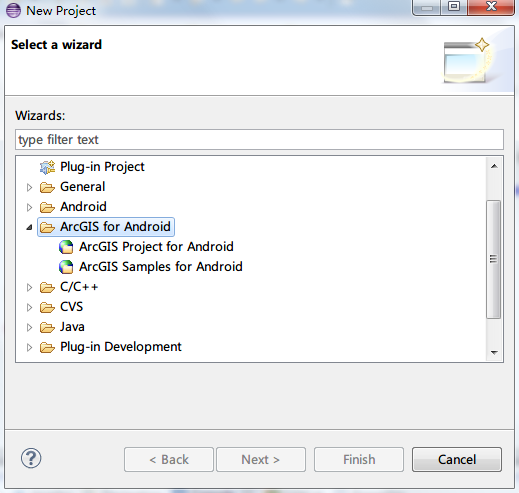 New Project
Select a wizard
Wizards:
type filter text
Plug-in Project
General
Android
ArcGIS for Android
ArcGIS Project for Android
ArcGIS Samples for Android
C/C++
CVS
Java
Plug-in Development
?
< Back
Next >
Finish
Cancel